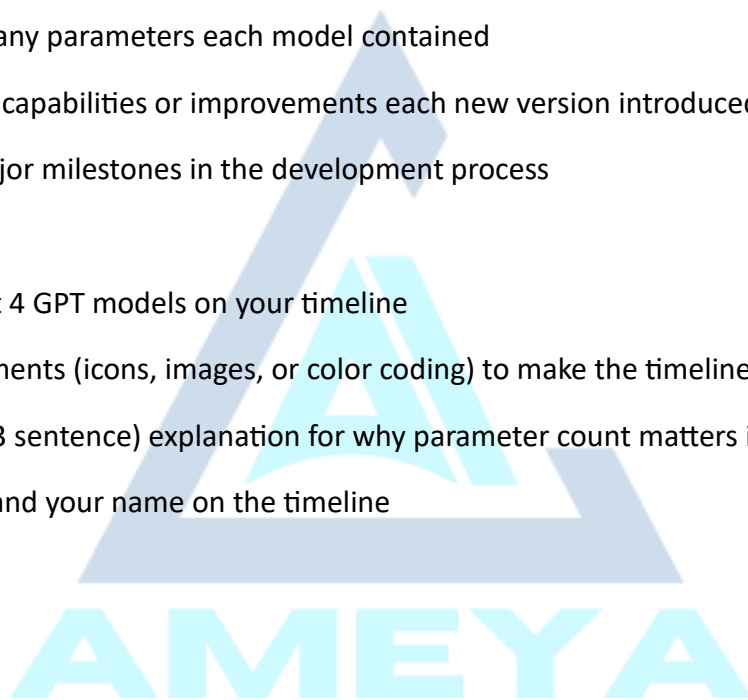 any parameters each model contained
capabilities or improvements each new version introduced
jor milestones in the development process
t 4 GPT models on your timeline
ments (icons, images, or color coding) to make the timeline
3 sentence) explanation for why parameter count matters i
and your name on the timeline
AMEYA